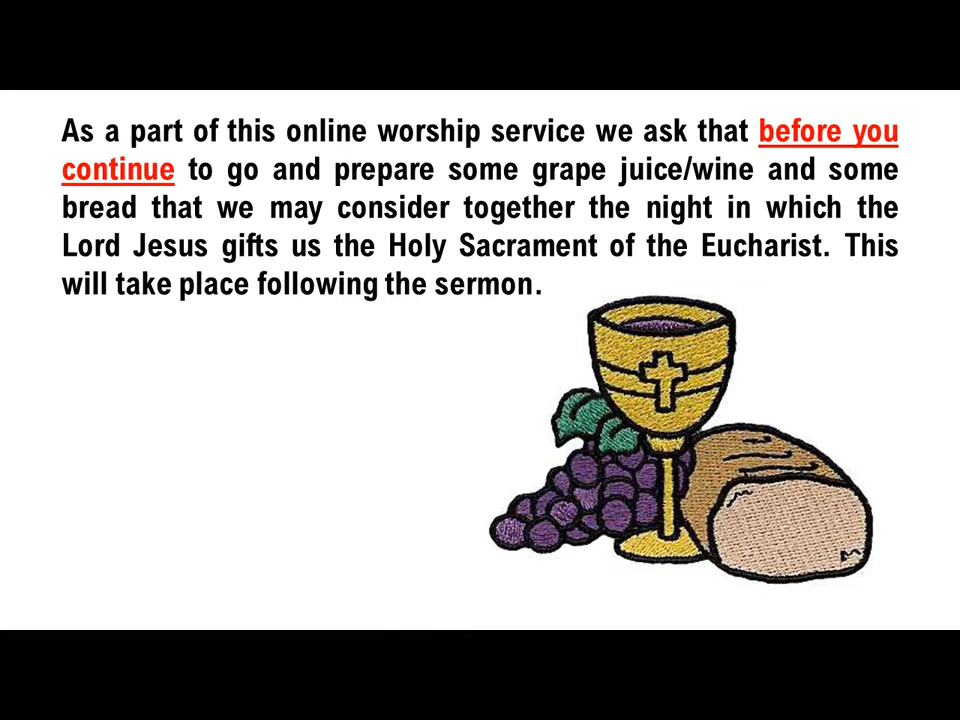 As a part of this online worship service we ask that before you
continue to go and prepare some grape juice/wine and some
bread that we may consider together the night in which the
Lord Jesus gifts us the Holy Sacrament of the Eucharist. This
will take place following the sermon.